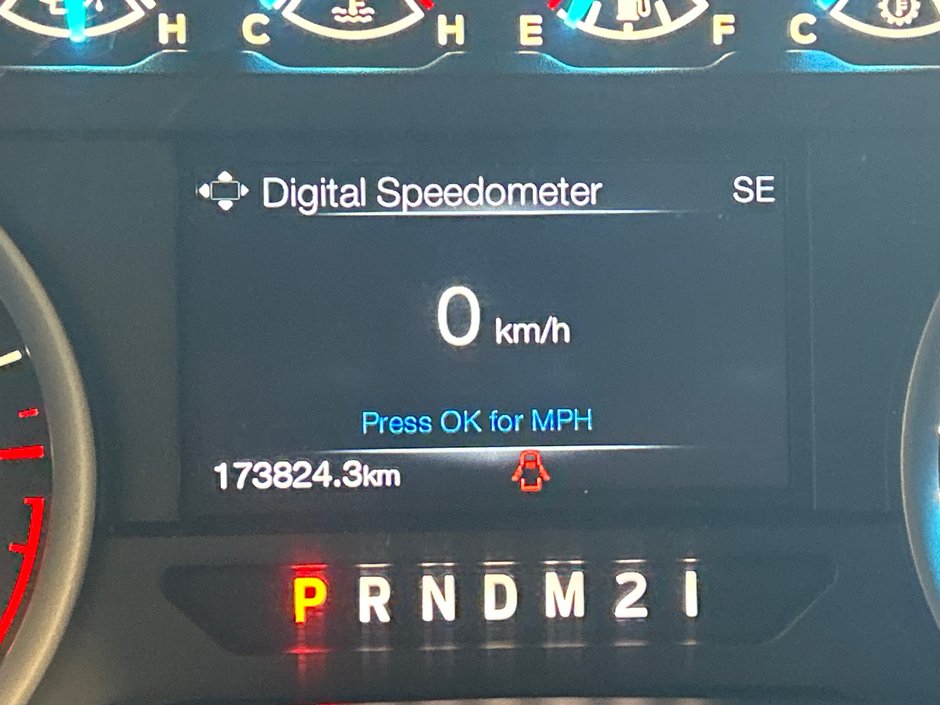 H C H E F C
Digital Speedometer SE
0 km/h
Press OK for MPH
173824.3km
P R N D M 2 1